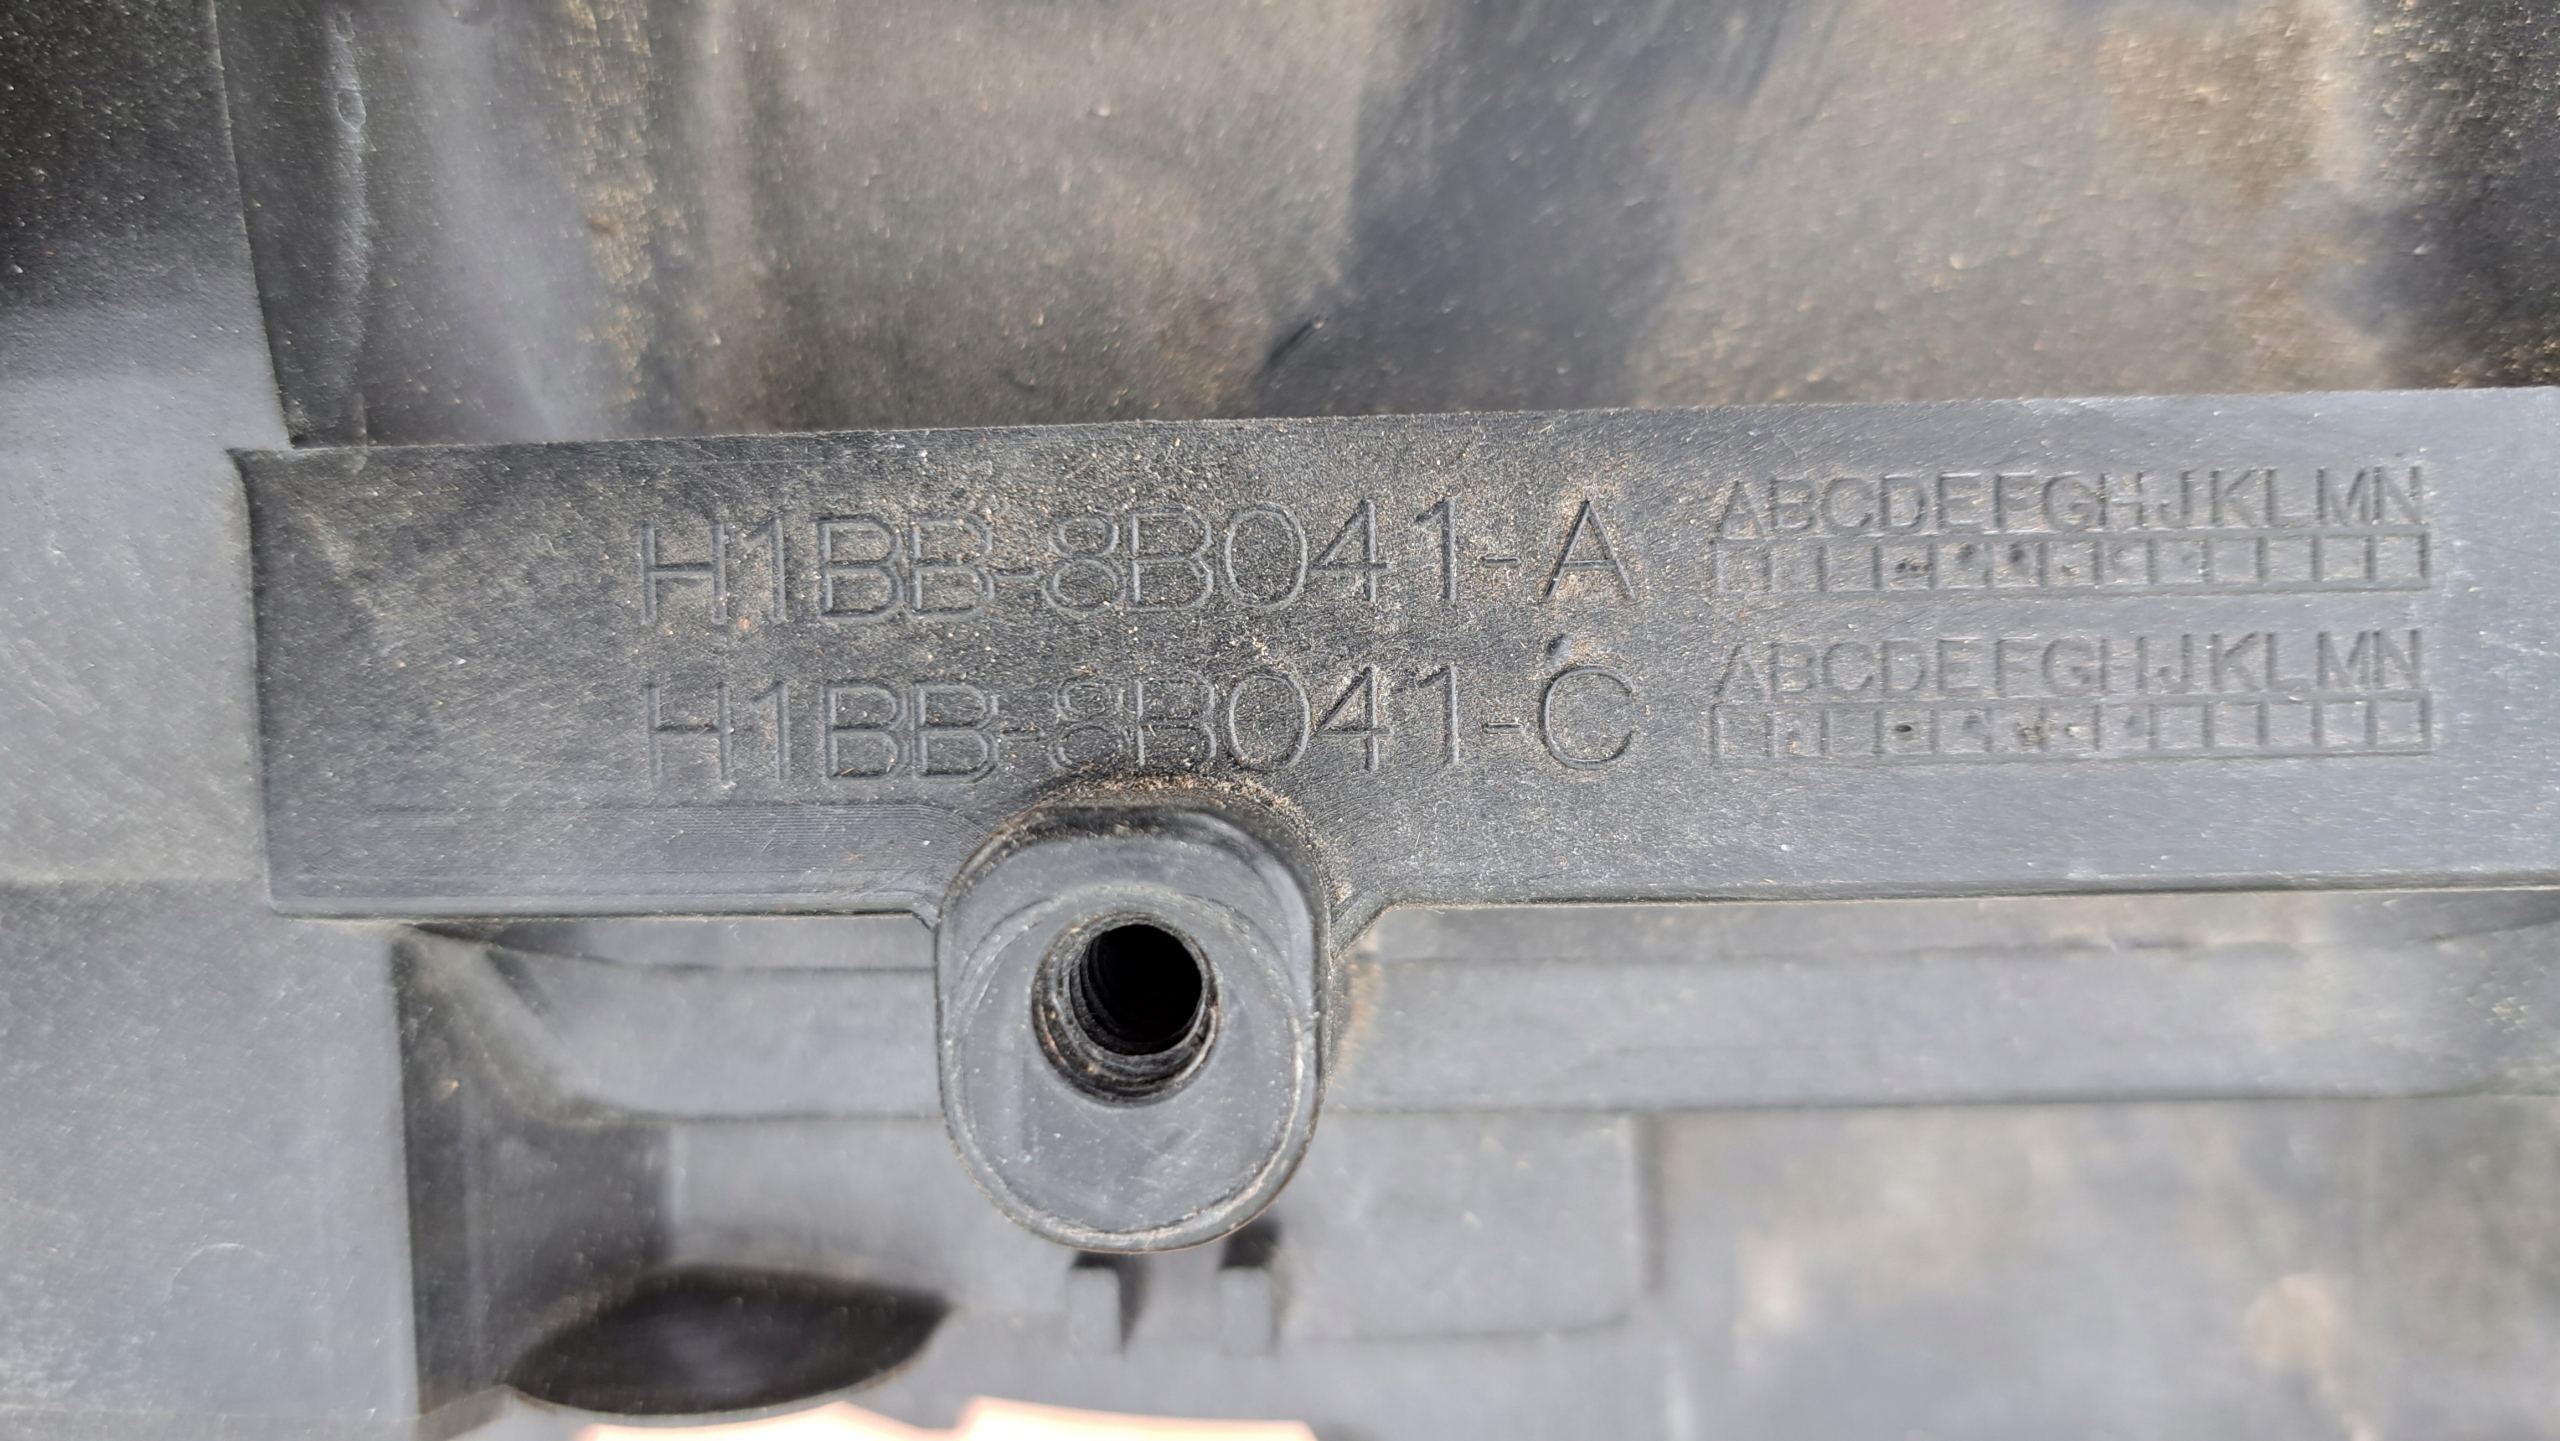 H1BB-8B041-A ABCDEFGHJKLMN
H1BB-8B041-C ABCDEFGHJKLMN